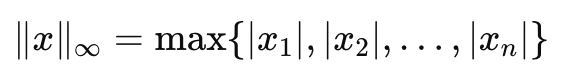 ‖x‖∞ = max{|x₁|, |x₂|, . . . , |xₙ|}